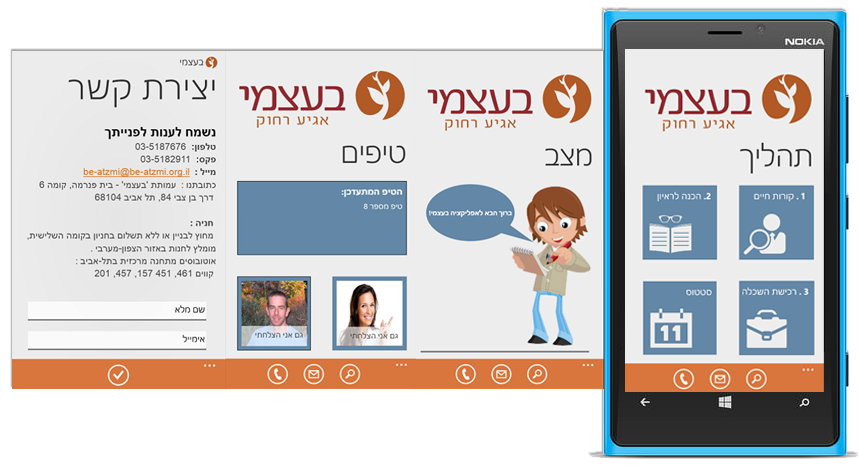 NOKIA
בעצמי
אגיע רחוק
תהליך
1. קורות חיים
2. הכנה לראיון
3. רכישת השכלה
סטטוס
11
בעצמי
אגיע רחוק
מצב
ברוך הבא לאפליקציה בעצמי!
בעצמי
אגיע רחוק
טיפים
הטיפ המתעדכן:
טיפ מספר 8
גם אני הצלחתי
גם אני הצלחתי
בעצמי
יצירת קשר
נשמח לענות לפנייתך
טלפון: 03-5187676
פקס: 03-5182911
מייל : be-atzmi@be-atzmi.org.il
כתובתנו : עמותת 'בעצמי' - בית פנורמה, קומה 6
דרך בן צבי 84, תל אביב 68104
חניה :
מחוץ לבניין או ללא תשלום בחניון בקומה השלישית,
מומלץ לחנות באזור הצפון-מערבי .
אוטובוסים מתחנה מרכזית בתל-אביב :
קווים 461, 157 451, 457, 201
שם מלא
אימייל